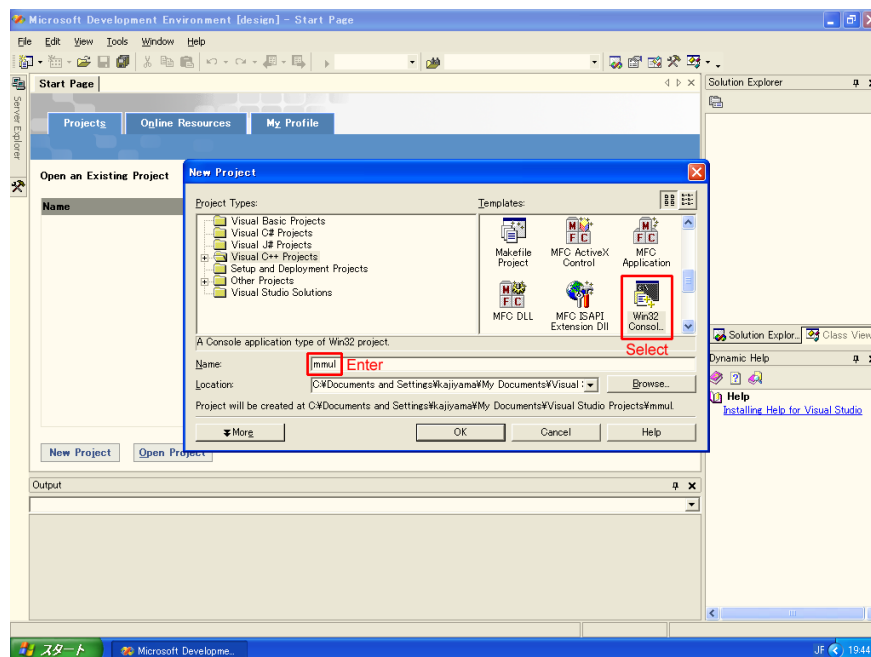 Microsoft Development Environment [design] - Start Page
File Edit View Tools Window Help
Server Explorer
Start Page
Projects Online Resources My Profile
Open an Existing Project
Name
New Project Open Project
New Project
Project Types:
Visual Basic Projects
Visual C# Projects
Visual J# Projects
Visual C++ Projects
Setup and Deployment Projects
Other Projects
Visual Studio Solutions
Templates:
Makefile Project
MFC ActiveX Control
MFC Application
MFC DLL
MFC ISAPI Extension Dll
Win32 Consol...
Select
A Console application type of Win32 project.
Name: mmul Enter
Location: C:¥Documents and Settings¥kajiyama¥My Documents¥Visual Browse...
Project will be created at C:¥Documents and Settings¥kajiyama¥My Documents¥Visual Studio Projects¥mmul.
More OK Cancel Help
Output
Solution Explorer
Solution Explor... Class View
Dynamic Help
Help
Installing Help for Visual Studio
スタート Microsoft Developme... JF 19:44